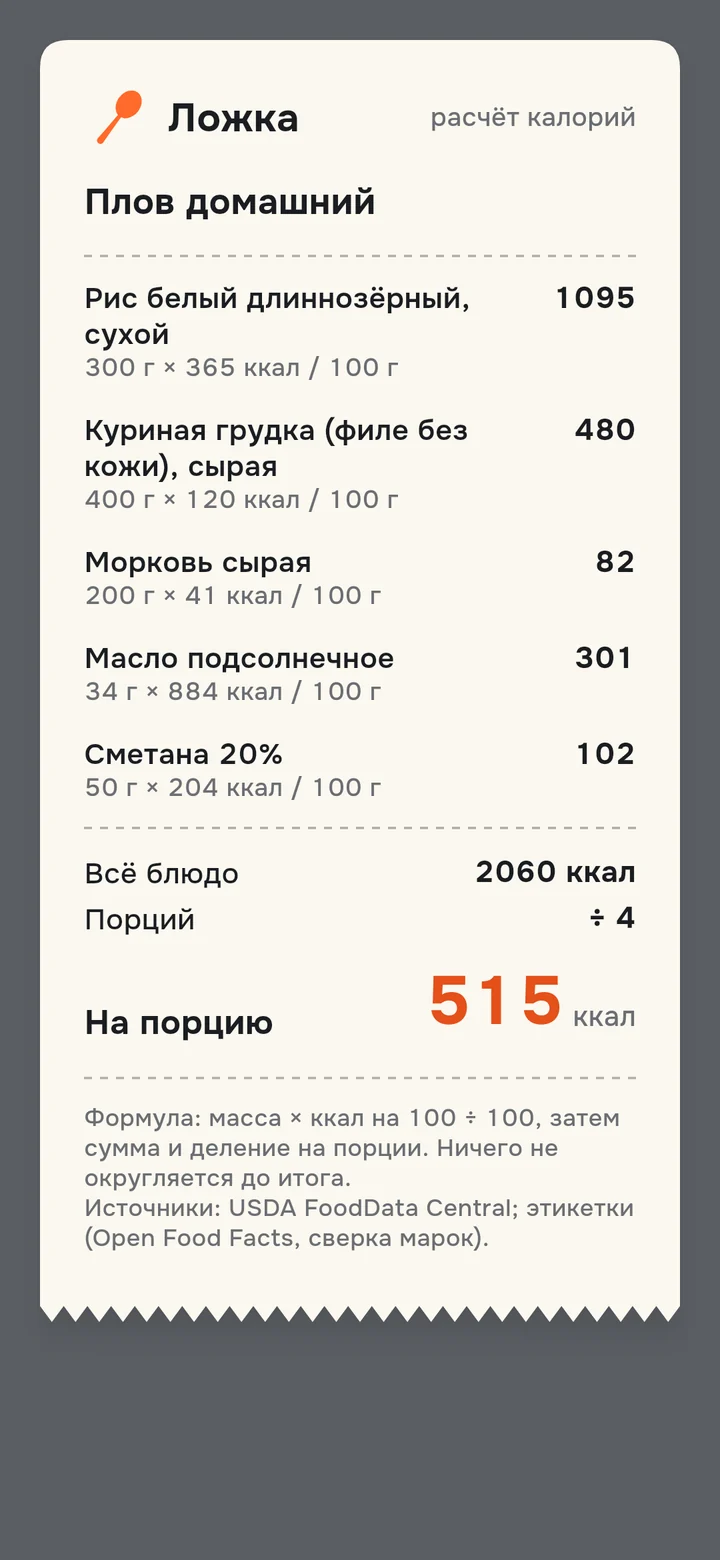 Ложка
расчёт калорий
Плов домашний
Рис белый длиннозёрный, 1095
сухой
300 г × 365 ккал / 100 г
Куриная грудка (филе без 480
кожи), сырая
400 г × 120 ккал / 100 г
Морковь сырая 82
200 г × 41 ккал / 100 г
Масло подсолнечное 301
34 г × 884 ккал / 100 г
Сметана 20% 102
50 г × 204 ккал / 100 г
Всё блюдо 2060 ккал
Порций ÷ 4
На порцию 515 ккал
Формула: масса × ккал на 100 ÷ 100, затем
сумма и деление на порции. Ничего не
округляется до итога.
Источники: USDA FoodData Central; этикетки
(Open Food Facts, сверка марок).